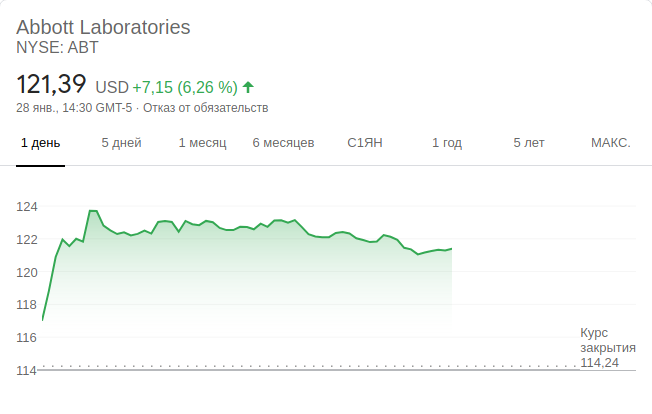 Abbott Laboratories
NYSE: ABT
121,39 USD +7,15 (6,26 %)
28 янв., 14:30 GMT-5 · Отказ от обязательств
1 день 5 дней 1 месяц 6 месяцев С1ЯН 1 год 5 лет МАКС.
124
122
120
118
116
114
Курс
закрытия
114,24